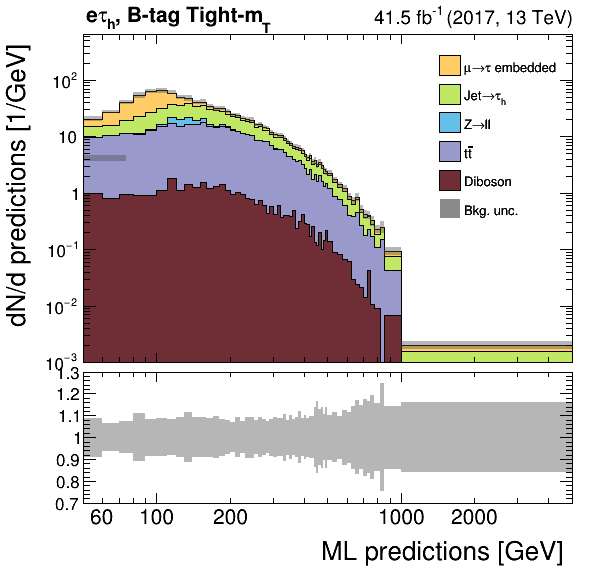 eτh, B-tag Tight-mT 41.5 fb⁻¹ (2017, 13 TeV)
dN/d predictions [1/GeV]
10²
10
1
10⁻¹
10⁻²
10⁻³
μ→τ embedded
Jet→τh
Z→ll
tt̄
Diboson
Bkg. unc.
1.3
1.2
1.1
1
0.9
0.8
0.7
60 100 200 1000 2000
ML predictions [GeV]